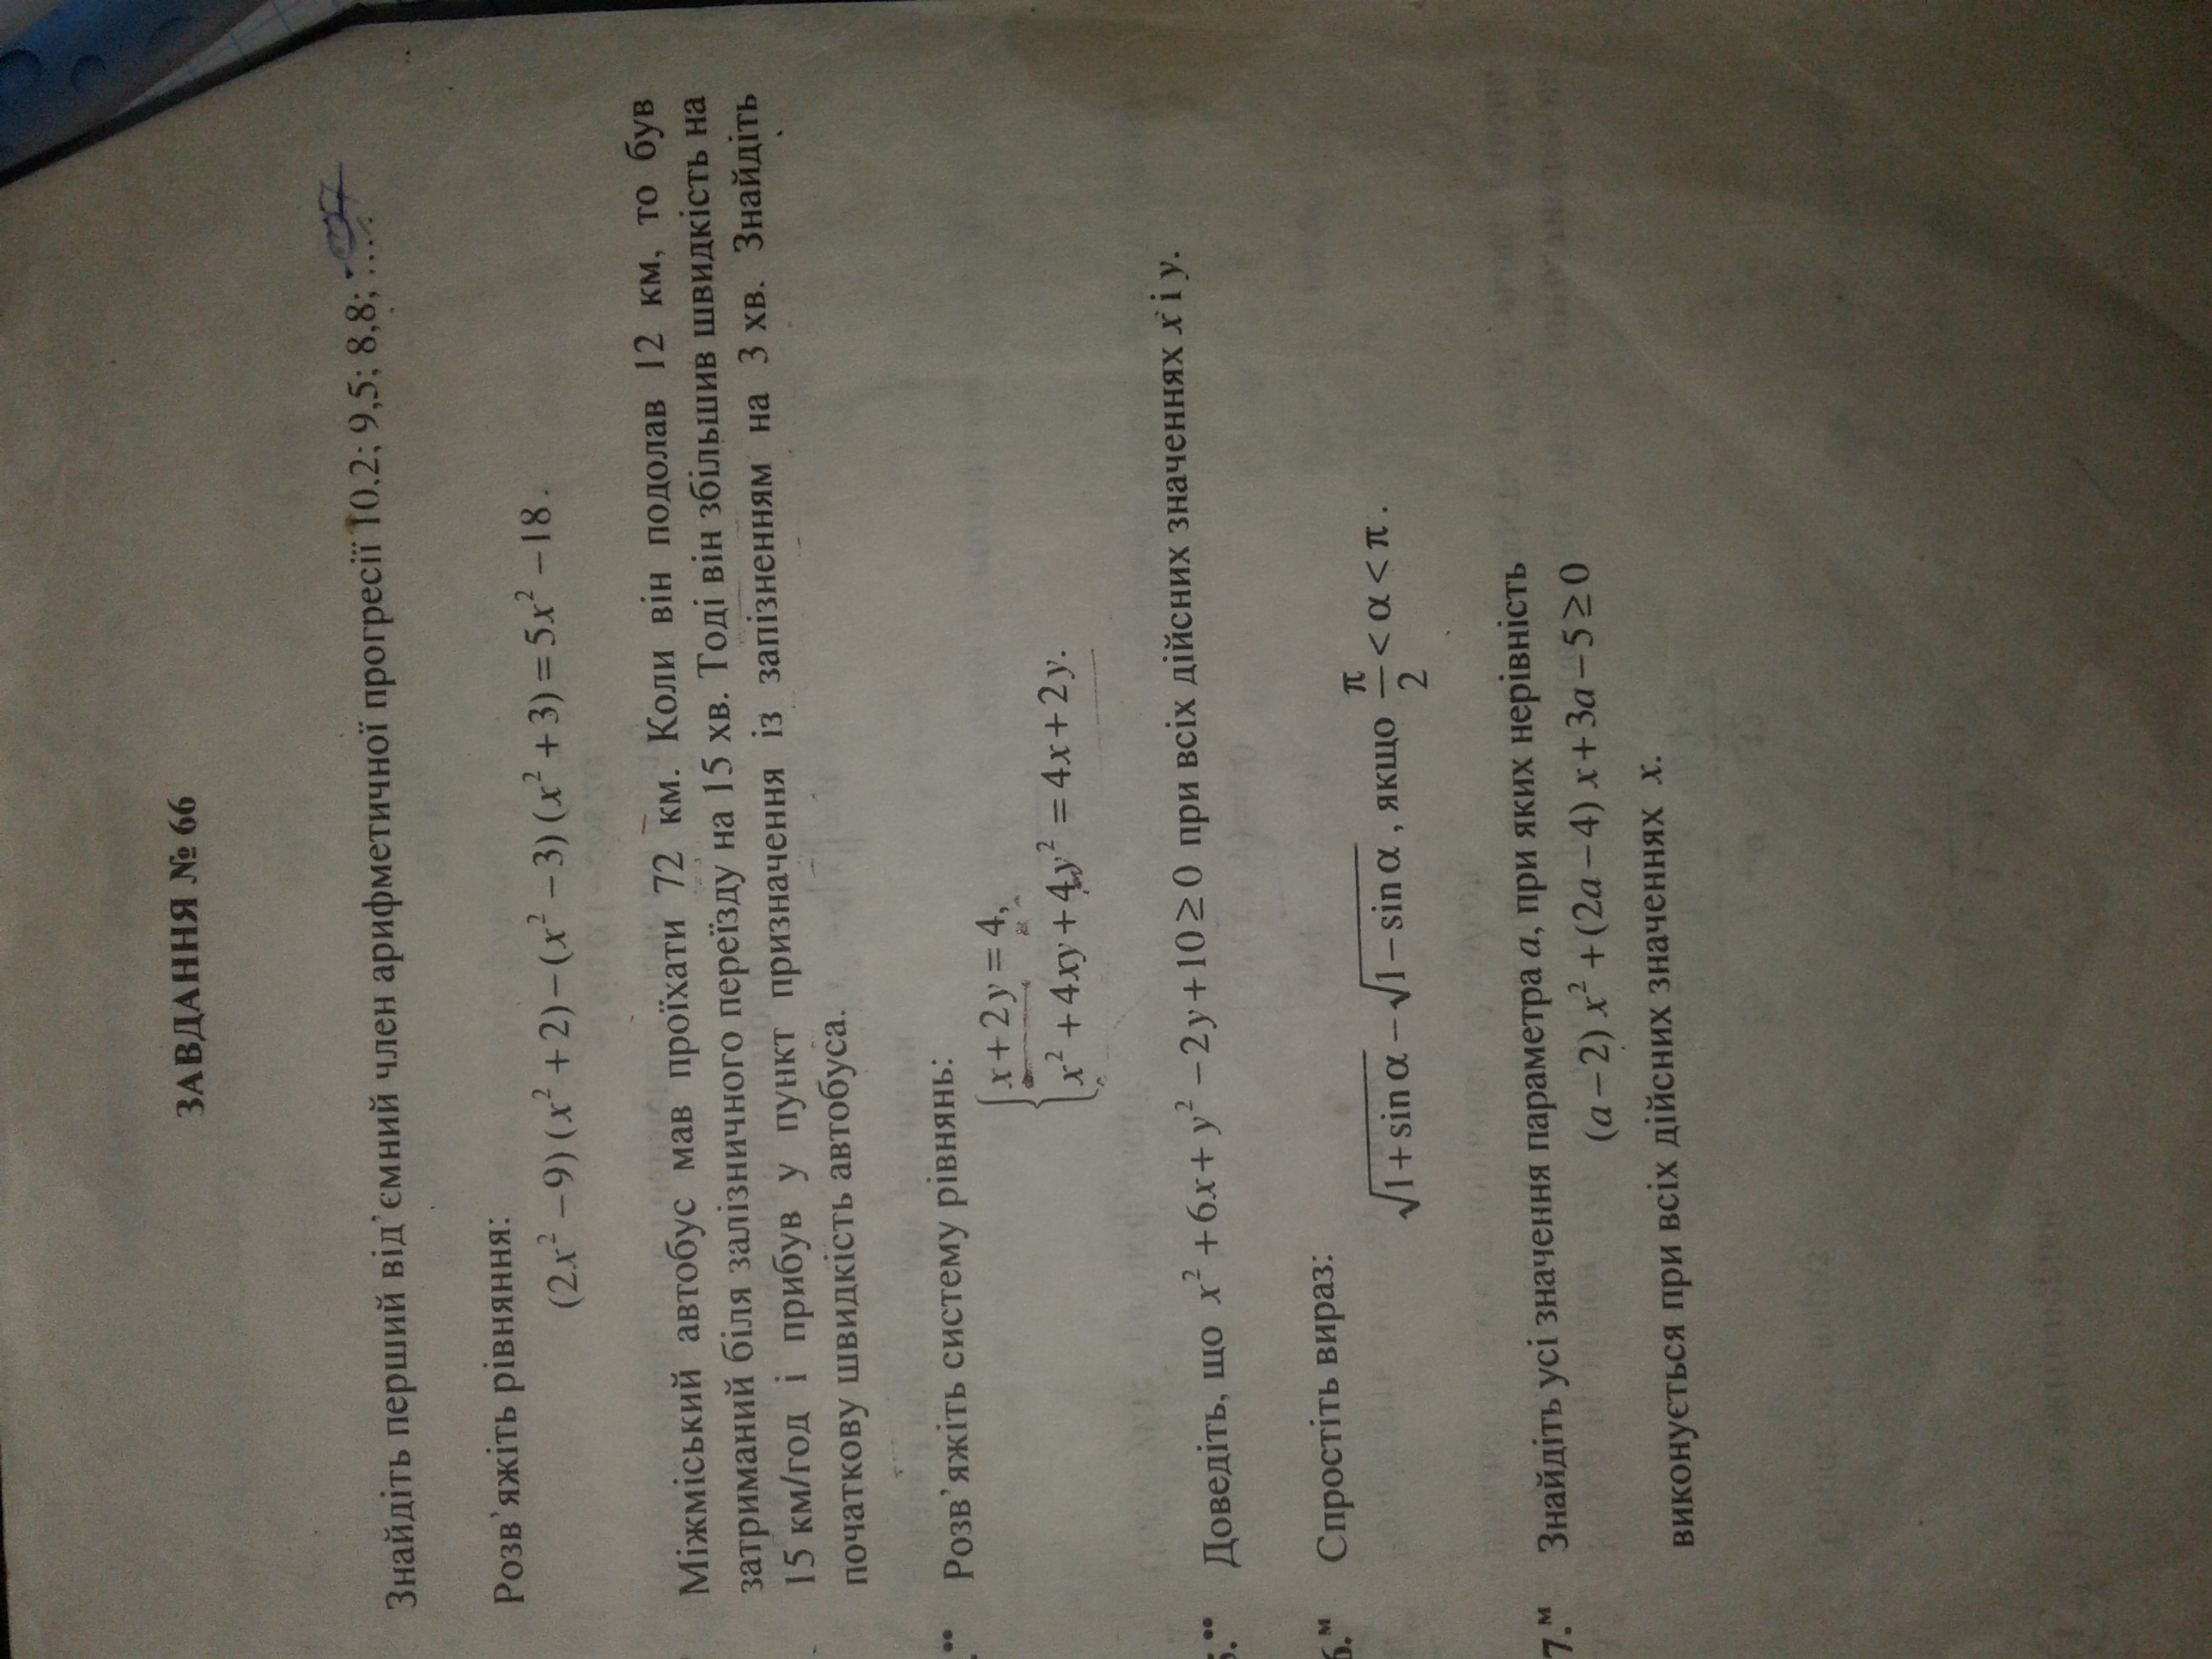 ЗАВДАННЯ № 66
Знайдіть перший від'ємний член арифметичної прогресії 10.2; 9,5; 8,8; ....
Розв'яжіть рівняння:
(2x² −9)(x² +2)−(x² −3)(x² +3)=5x² −18.
Міжміський автобус мав проїхати 72 км. Коли він подолав 12 км, то був
затриманий біля залізничного переїзду на 15 хв. Тоді він збільшив швидкість на
15 км/год і прибув у пункт призначення із запізненням на 3 хв. Знайдіть
початкову швидкість автобуса.
.•• Розв'яжіть систему рівнянь:
{x+2y=4,
x² +4xy+4y² =4x+2y.
5.•• Доведіть, що x² +6x+y² −2y+10≥0 при всіх дійсних значеннях x і y.
6.ᴹ Спростіть вираз:
√(1+sinα) −√(1−sinα), якщо π/2 <α<π.
7.ᴹ Знайдіть усі значення параметра a, при яких нерівність
(a−2)x² +(2a−4)x+3a−5≥0
виконується при всіх дійсних значеннях x.